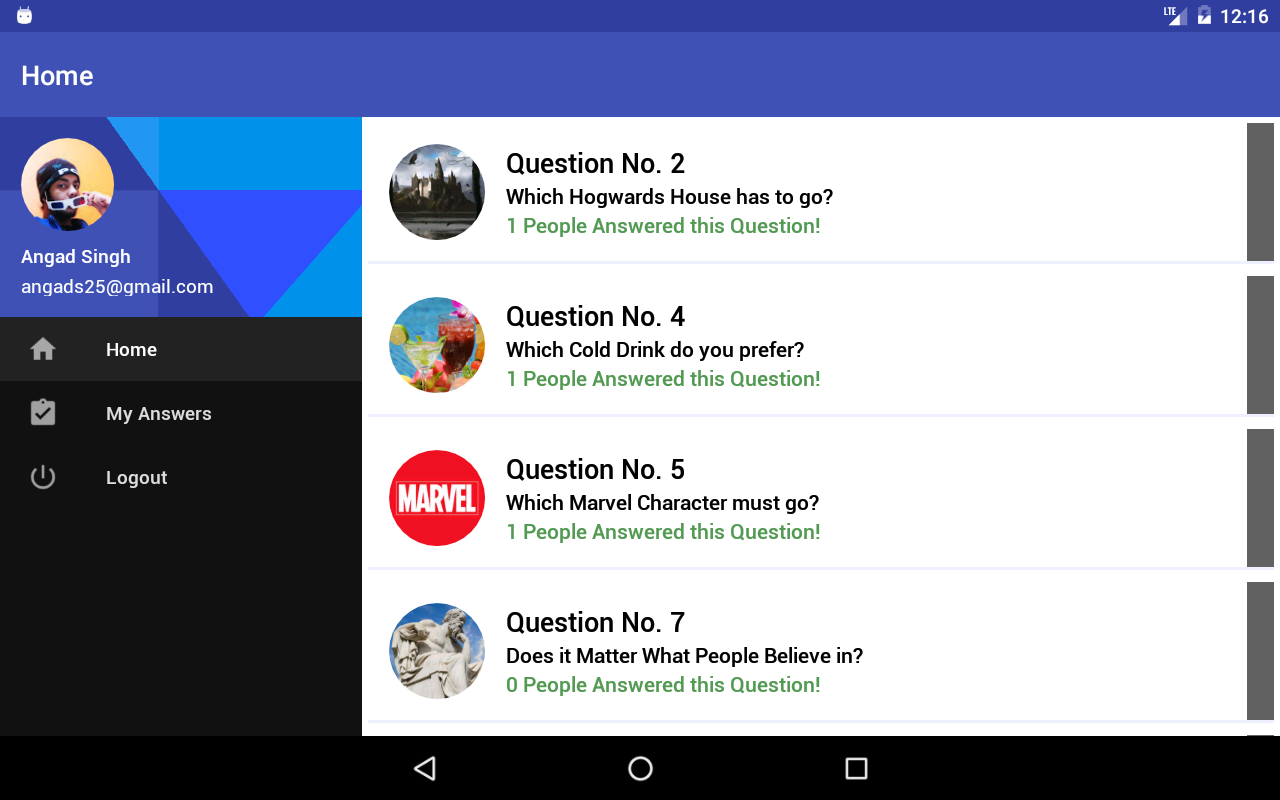 LTE 12:16
Home
Angad Singh
angads25@gmail.com
Home
My Answers
Logout
Question No. 2
Which Hogwards House has to go?
1 People Answered this Question!
Question No. 4
Which Cold Drink do you prefer?
1 People Answered this Question!
MARVEL
Question No. 5
Which Marvel Character must go?
1 People Answered this Question!
Question No. 7
Does it Matter What People Believe in?
0 People Answered this Question!